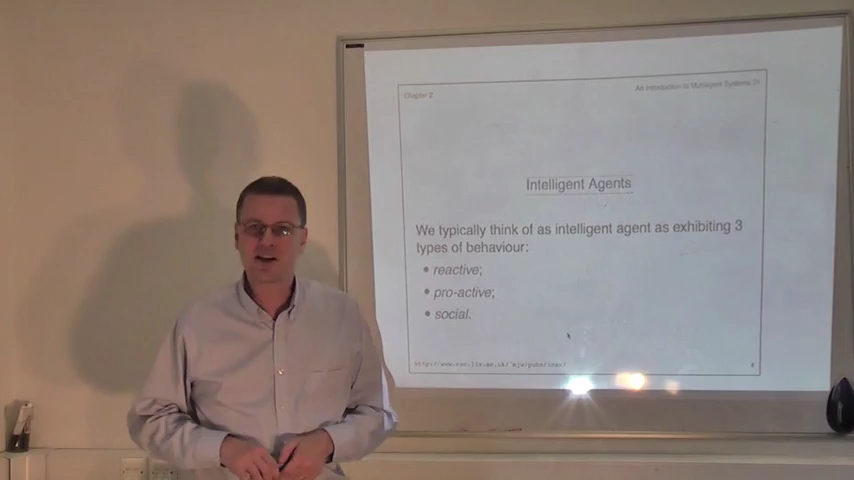 Chapter 2
An Introduction to Multiagent Systems 2e
Intelligent Agents
We typically think of as intelligent agent as exhibiting 3
types of behaviour:
• reactive;
• pro-active;
• social.